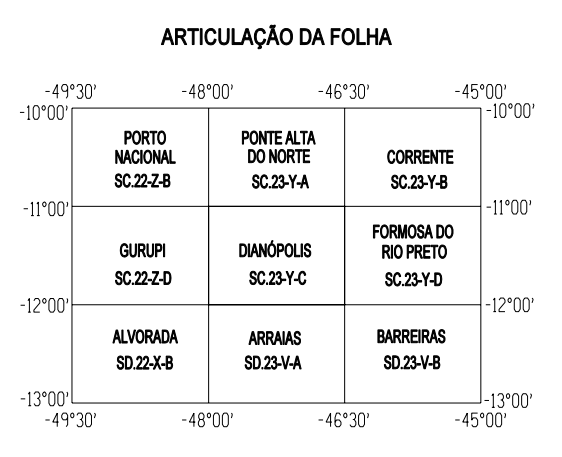 ARTICULAÇÃO DA FOLHA
-49°30' -48°00' -46°30' -45°00'
-10°00' -10°00'
PORTO
NACIONAL
SC.22-Z-B
PONTE ALTA
DO NORTE
SC.23-Y-A
CORRENTE
SC.23-Y-B
-11°00' -11°00'
GURUPI
SC.22-Z-D
DIANÓPOLIS
SC.23-Y-C
FORMOSA DO
RIO PRETO
SC.23-Y-D
-12°00' -12°00'
ALVORADA
SD.22-X-B
ARRAIAS
SD.23-V-A
BARREIRAS
SD.23-V-B
-13°00' -13°00'
-49°30' -48°00' -46°30' -45°00'